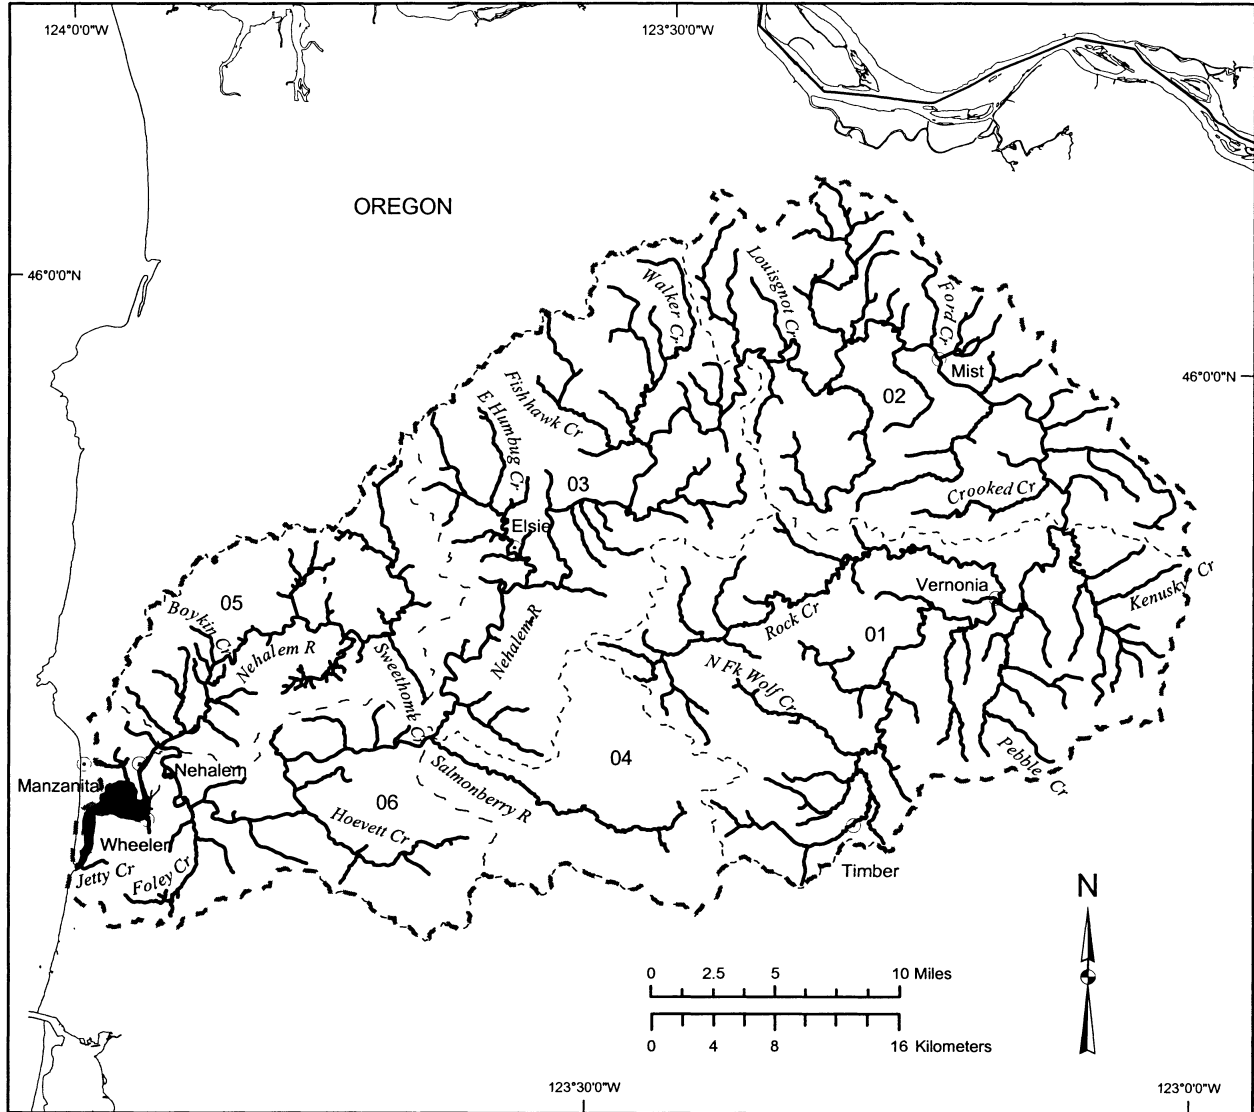 124°0'0"W
123°30'0"W
OREGON
46°0'0"N
Walker Cr
Louisgnot Cr
Ford Cr
Mist
46°0'0"N
02
Fishhawk Cr
E Humbug Cr
03
Crooked Cr
Elsie
Vernonia
Kenusky Cr
05
Boykin Cr
Nehalem R
Nehalem R
Rock Cr
01
Sweethome Cr
N Fk Wolf Cr
Pebble Cr
04
Nehalem
Manzanita
Salmonberry R
06
Hoevett Cr
Wheeler
Jetty Cr
Foley Cr
Timber
N
0 2.5 5 10 Miles
0 4 8 16 Kilometers
123°30'0"W
123°0'0"W